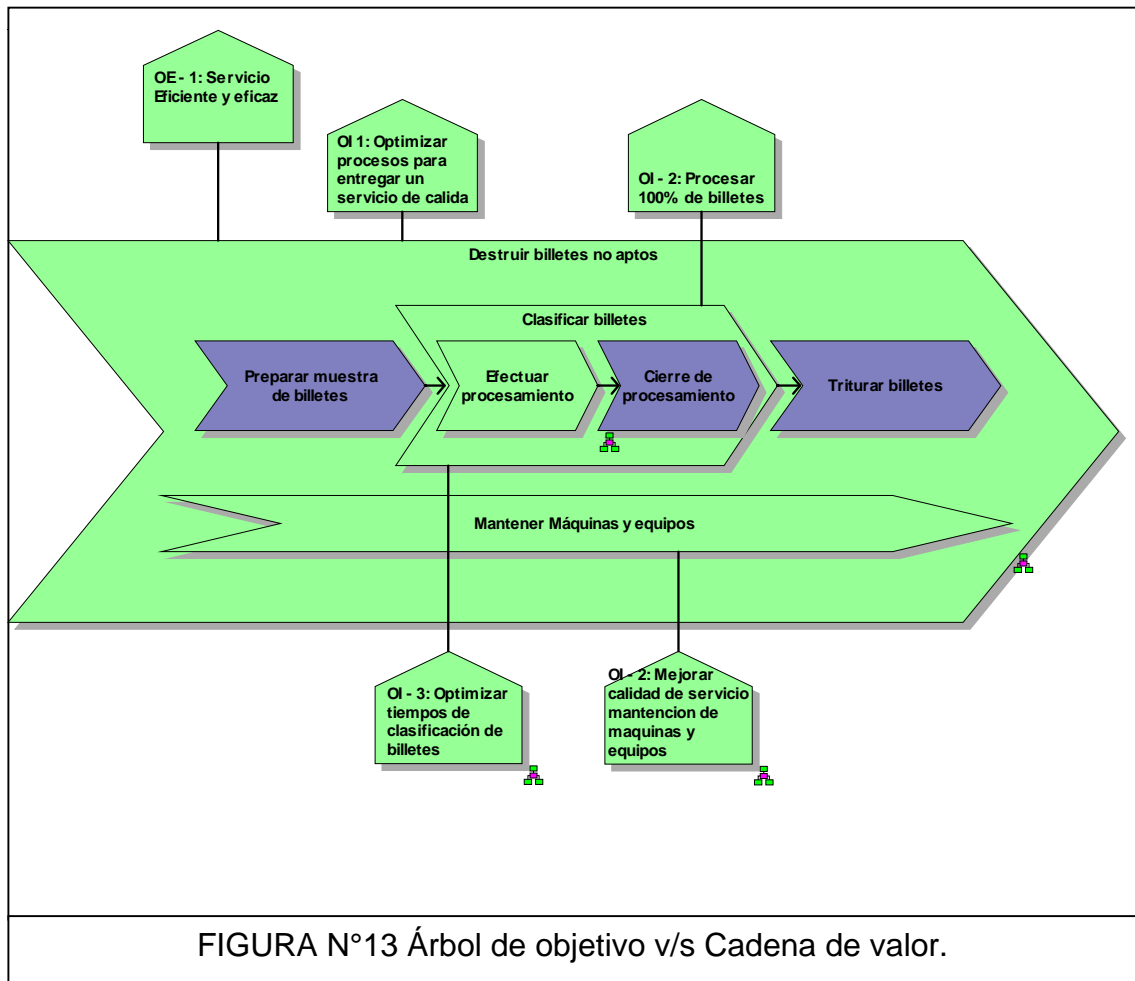 OE - 1: Servicio
Eficiente y eficaz
OI 1: Optimizar
procesos para
entregar un
servicio de calida
OI - 2: Procesar
100% de billetes
Destruir billetes no aptos
Clasificar billetes
Preparar muestra
de billetes
Efectuar
procesamiento
Cierre de
procesamiento
Triturar billetes
Mantener Máquinas y equipos
OI - 3: Optimizar
tiempos de
clasificación de
billetes
OI - 2: Mejorar
calidad de servicio
mantencion de
maquinas y
equipos
FIGURA N°13 Árbol de objetivo v/s Cadena de valor.